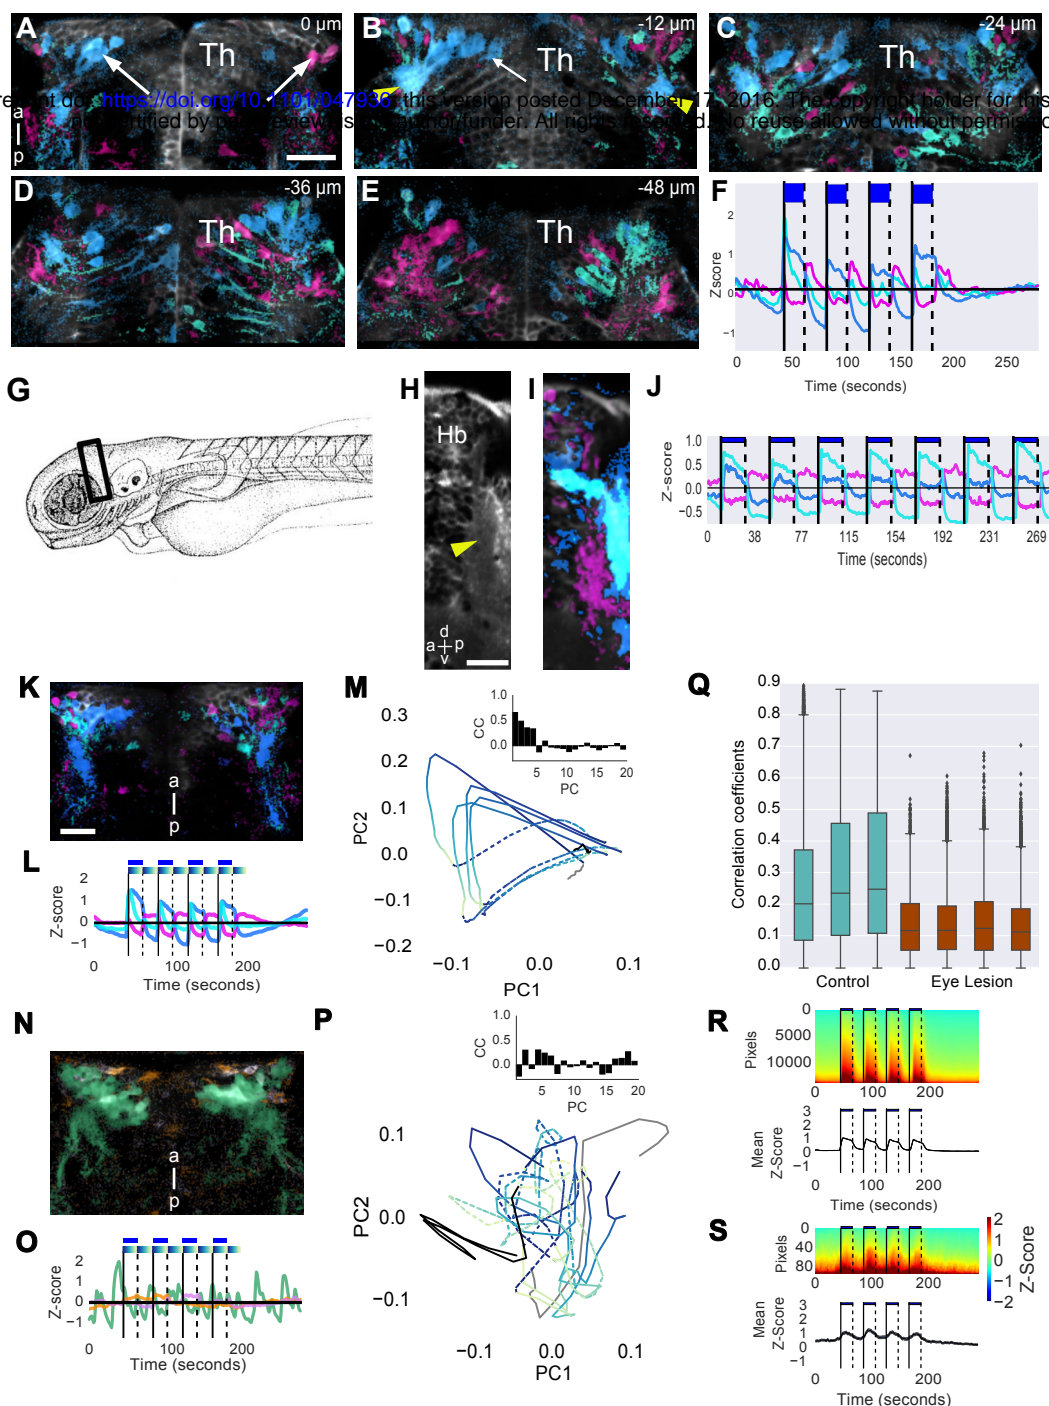 A
0 µm
Th
B
-12 µm
Th
C
-24 µm
Th
https://doi.org/10.1101/047936
this version posted December 17, 2016. The copyright holder for this
author/funder. All rights reserved. No reuse allowed without
a
p
D
-36 µm
Th
E
-48 µm
Th
F
Zscore
2
1
0
−1
0 50 100 150 200 250
Time (seconds)
G
H
Hb
d
a p
v
I
J
Z-score
1.0
0.5
0.0
−0.5
0 38 77 115 154 192 231 269
Time (seconds)
K
a
p
L
Z-score
2
1
0
−1
0 100 200
Time (seconds)
M
CC
1.0
0.5
0.0
5 10 15 20
PC
PC2
0.3
0.2
0.1
0.0
−0.1
−0.2
−0.1 0.0 0.1
PC1
Q
Correlation coefficients
0.9
0.8
0.7
0.6
0.5
0.4
0.3
0.2
0.1
0.0
Control Eye Lesion
N
a
p
O
Z-score
2
1
0
−1
0 100 200
Time (seconds)
P
CC
1.0
0.5
0.0
5 10 15 20
PC
PC2
0.1
0.0
−0.1
−0.1 0.0 0.1
PC1
R
Pixels
0
5000
10000
0 100 200
Mean
Z-Score
3
2
1
0
−1
0 100 200
Time (seconds)
S
Pixels
0
40
80
0 100 200
Z-Score
2
1
0
−1
−2
Mean
Z-Score
3
2
1
0
−1
0 100 200
Time (seconds)